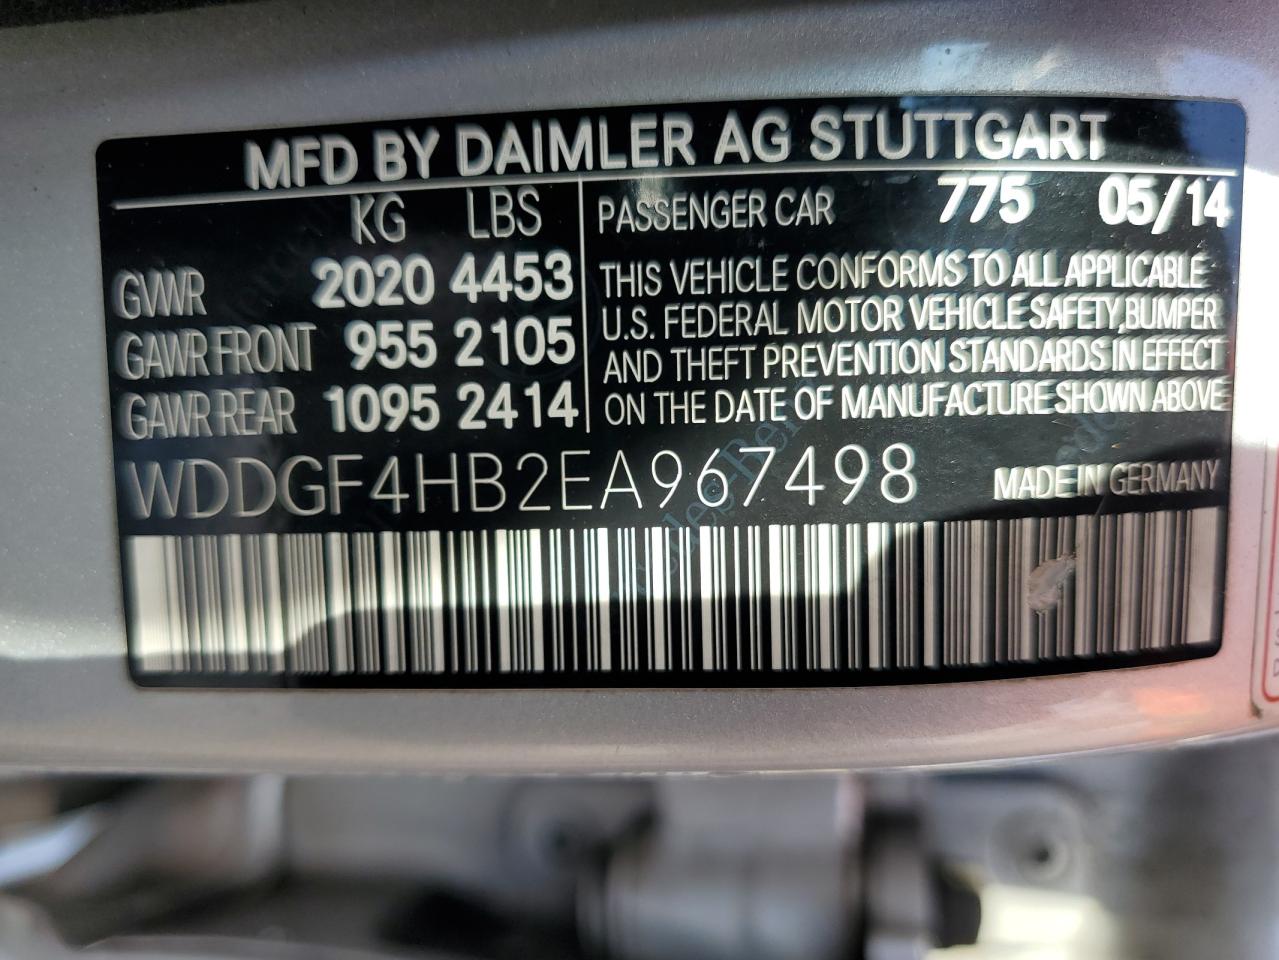 MFD BY DAIMLER AG STUTTGART
KG LBS
GVWR 2020 4453
GAWR FRONT 955 2105
GAWR REAR 1095 2414
PASSENGER CAR 775 05/14
THIS VEHICLE CONFORMS TO ALL APPLICABLE
U.S. FEDERAL MOTOR VEHICLE SAFETY, BUMPER
AND THEFT PREVENTION STANDARDS IN EFFECT
ON THE DATE OF MANUFACTURE SHOWN ABOVE
WDDGF4HB2EA967498 MADE IN GERMANY